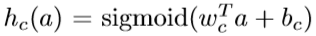 h_c(a) = sigmoid(w_c^T a + b_c)